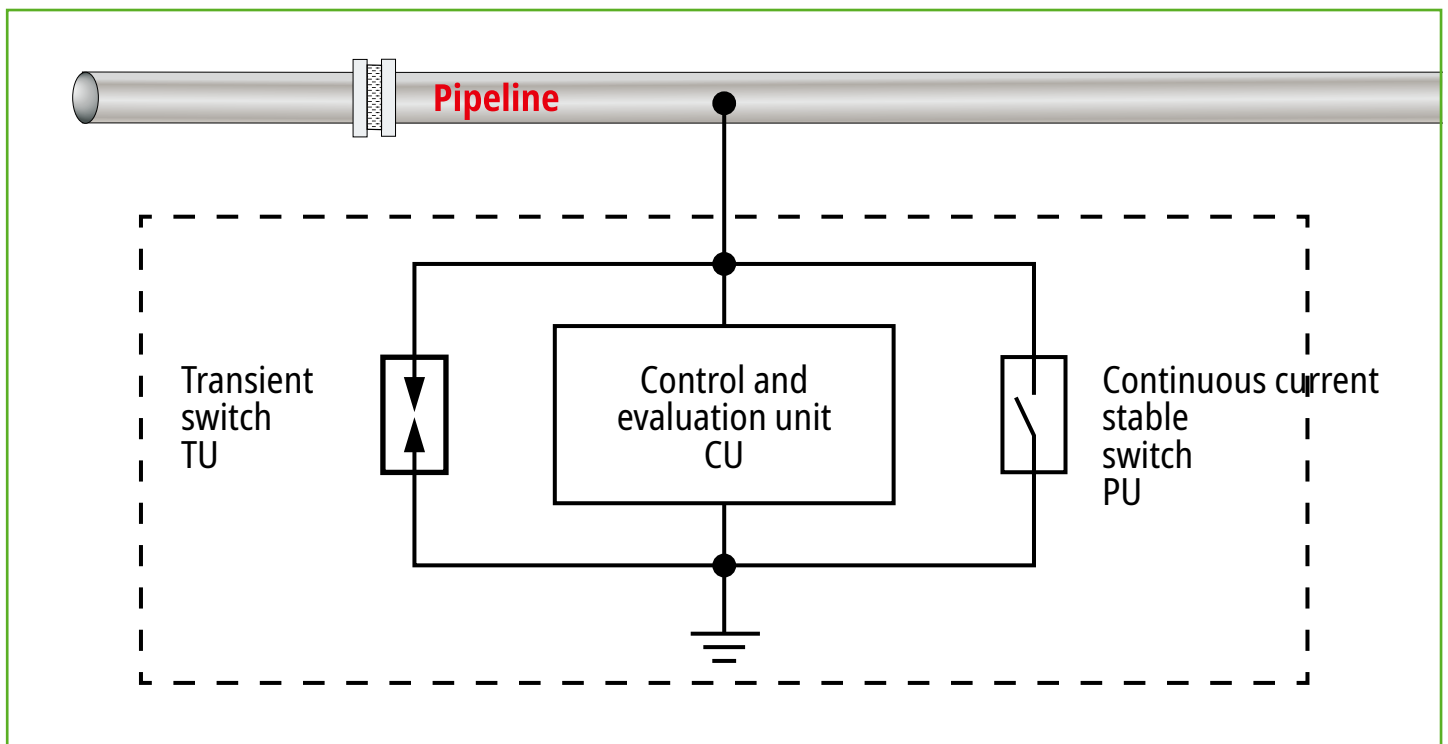 Pipeline
Transient
switch
TU
Control and
evaluation unit
CU
Continuous current
stable
switch
PU